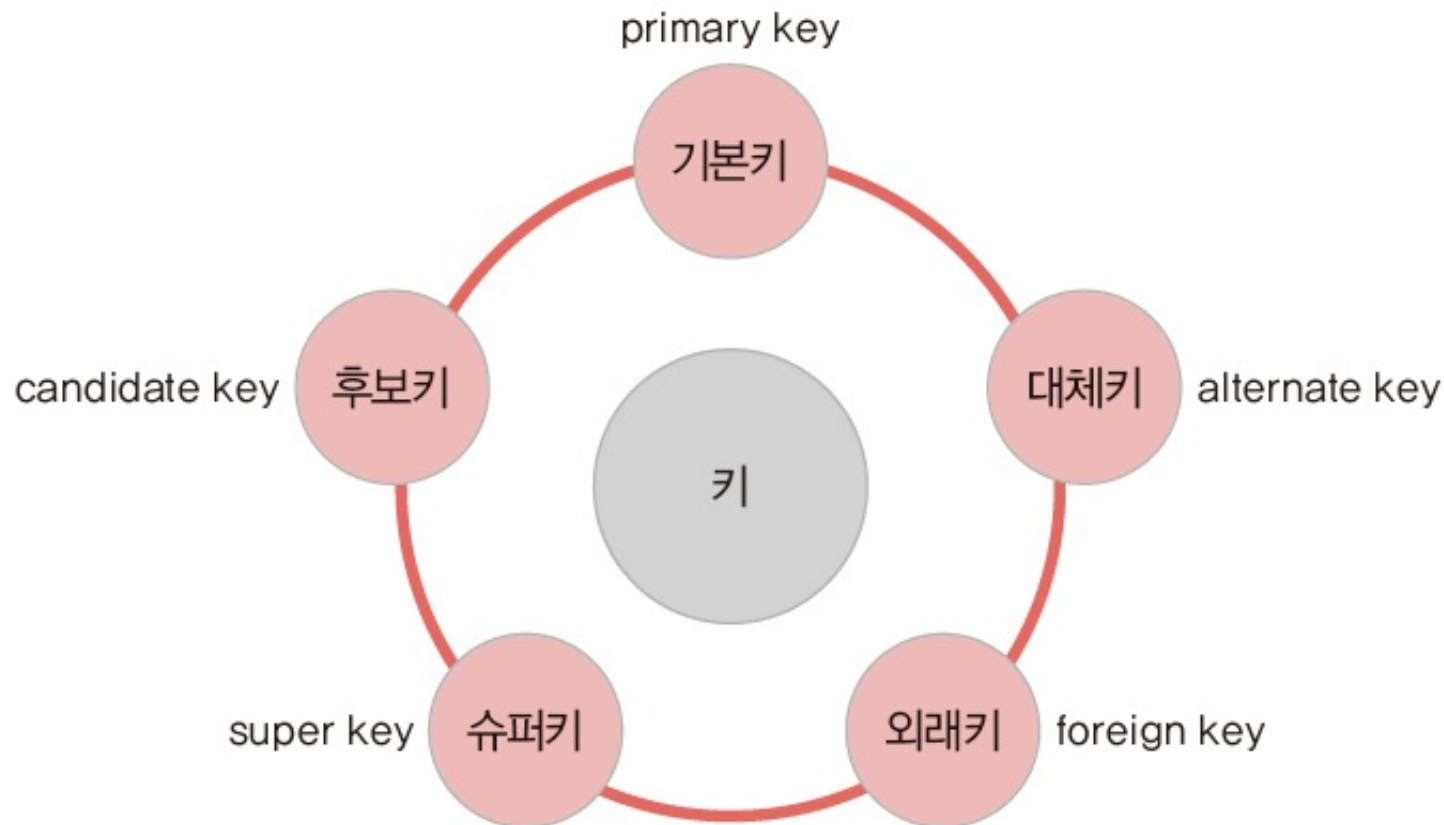 primary key
기본키
candidate key
후보키
대체키
alternate key
키
super key
슈퍼키
외래키
foreign key